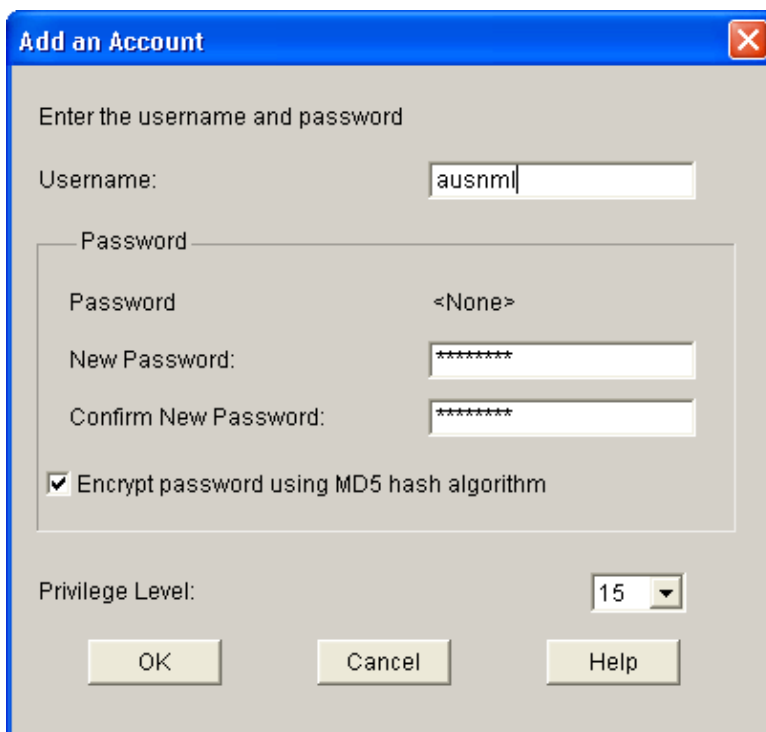 Add an Account
Enter the username and password
Username: ausnml
Password
Password <None>
New Password: ********
Confirm New Password: ********
Encrypt password using MD5 hash algorithm
Privilege Level: 15
OK Cancel Help